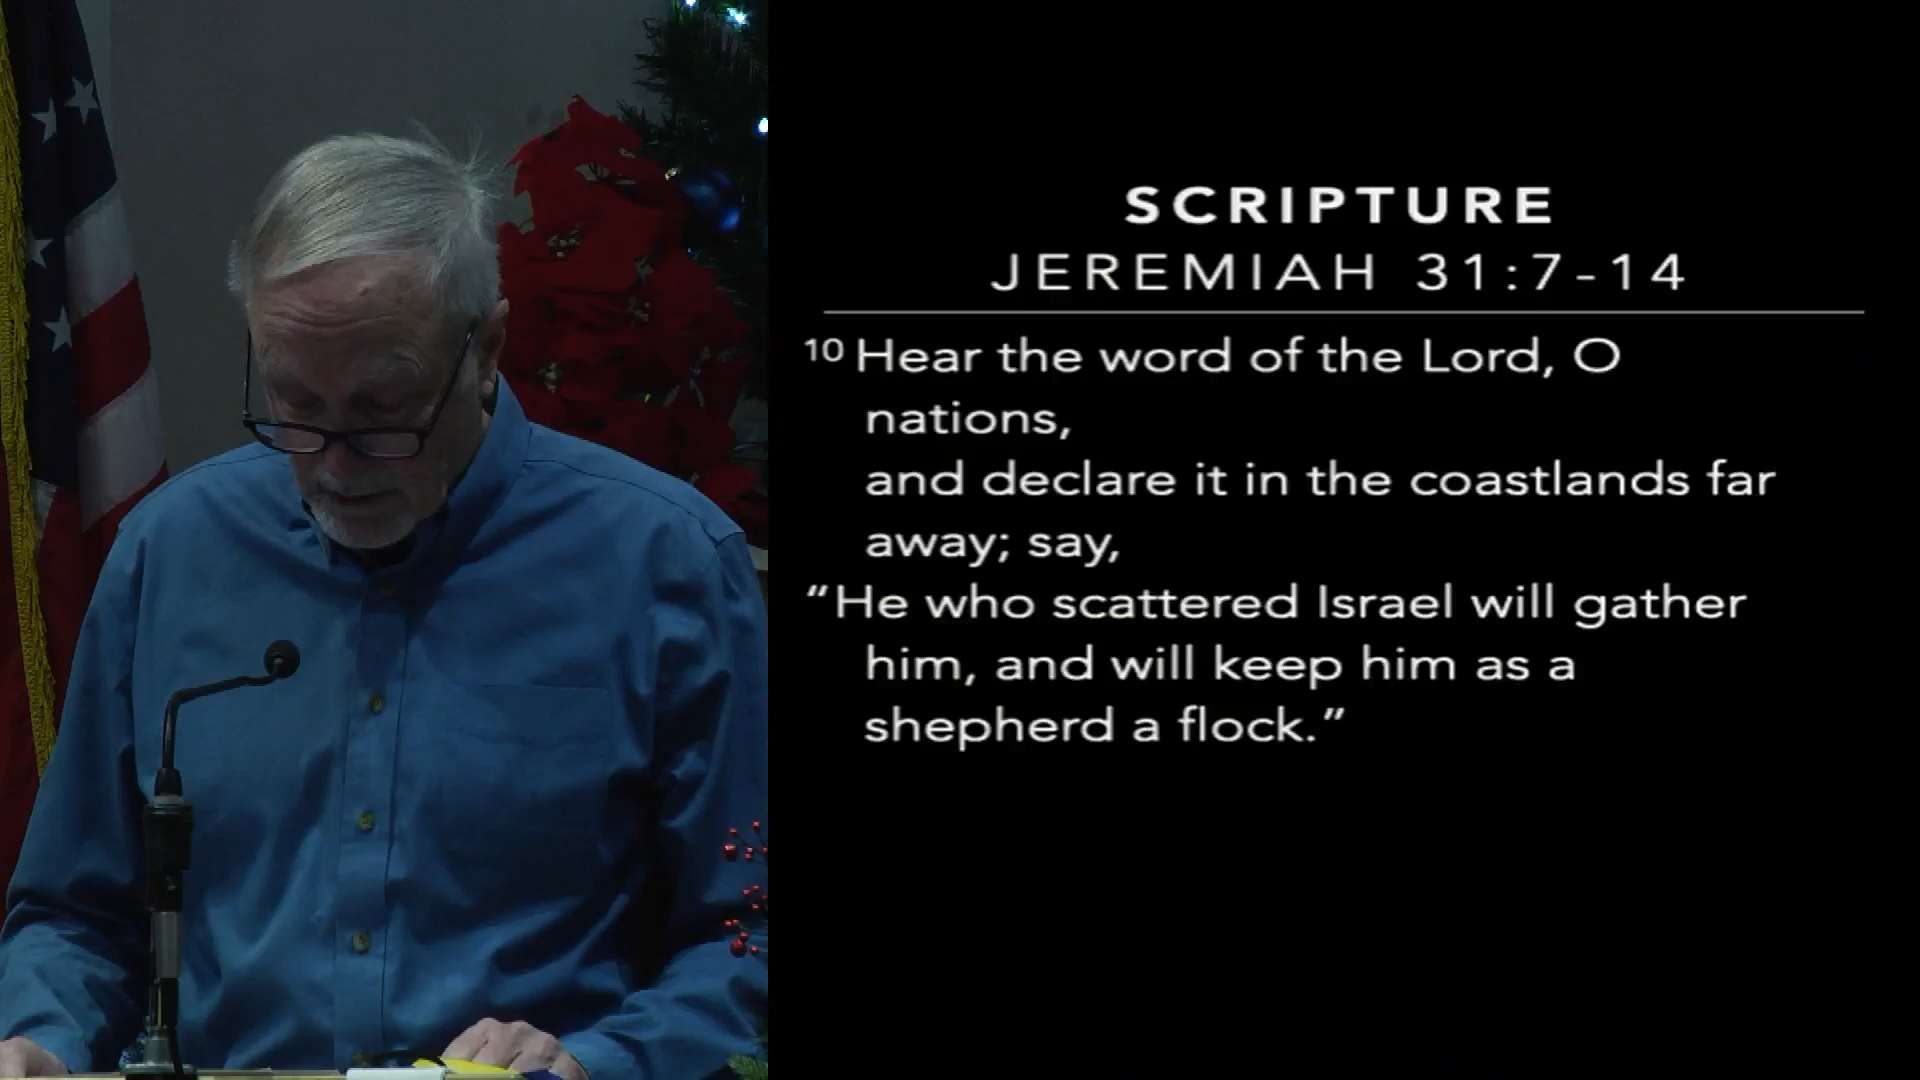 SCRIPTURE
JEREMIAH 31:7-14
10 Hear the word of the Lord, O
nations,
and declare it in the coastlands far
away; say,
“He who scattered Israel will gather
him, and will keep him as a
shepherd a flock.”